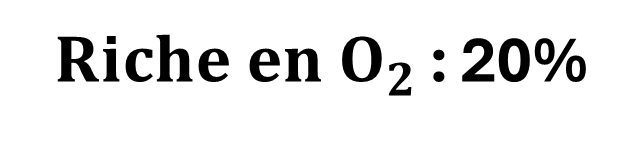 Riche en O₂ : 20%